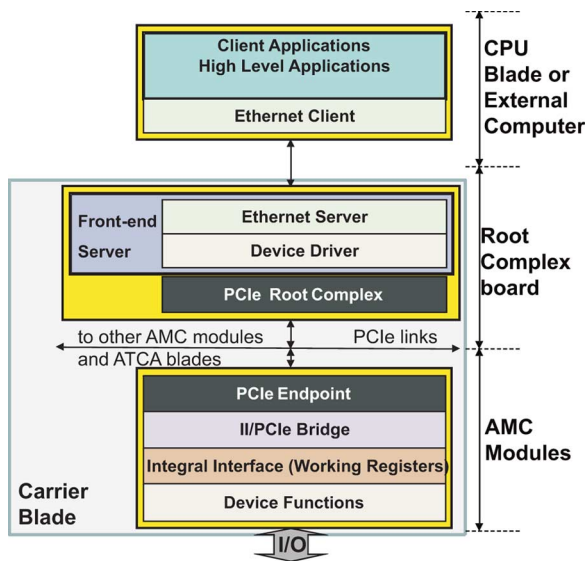 Client Applications
High Level Applications
Ethernet Client
CPU
Blade or
External
Computer
Front-end
Server
Ethernet Server
Device Driver
PCIe Root Complex
Root
Complex
board
to other AMC modules
and ATCA blades
PCIe links
PCIe Endpoint
II/PCIe Bridge
Integral Interface (Working Registers)
Device Functions
AMC
Modules
Carrier
Blade
I/O